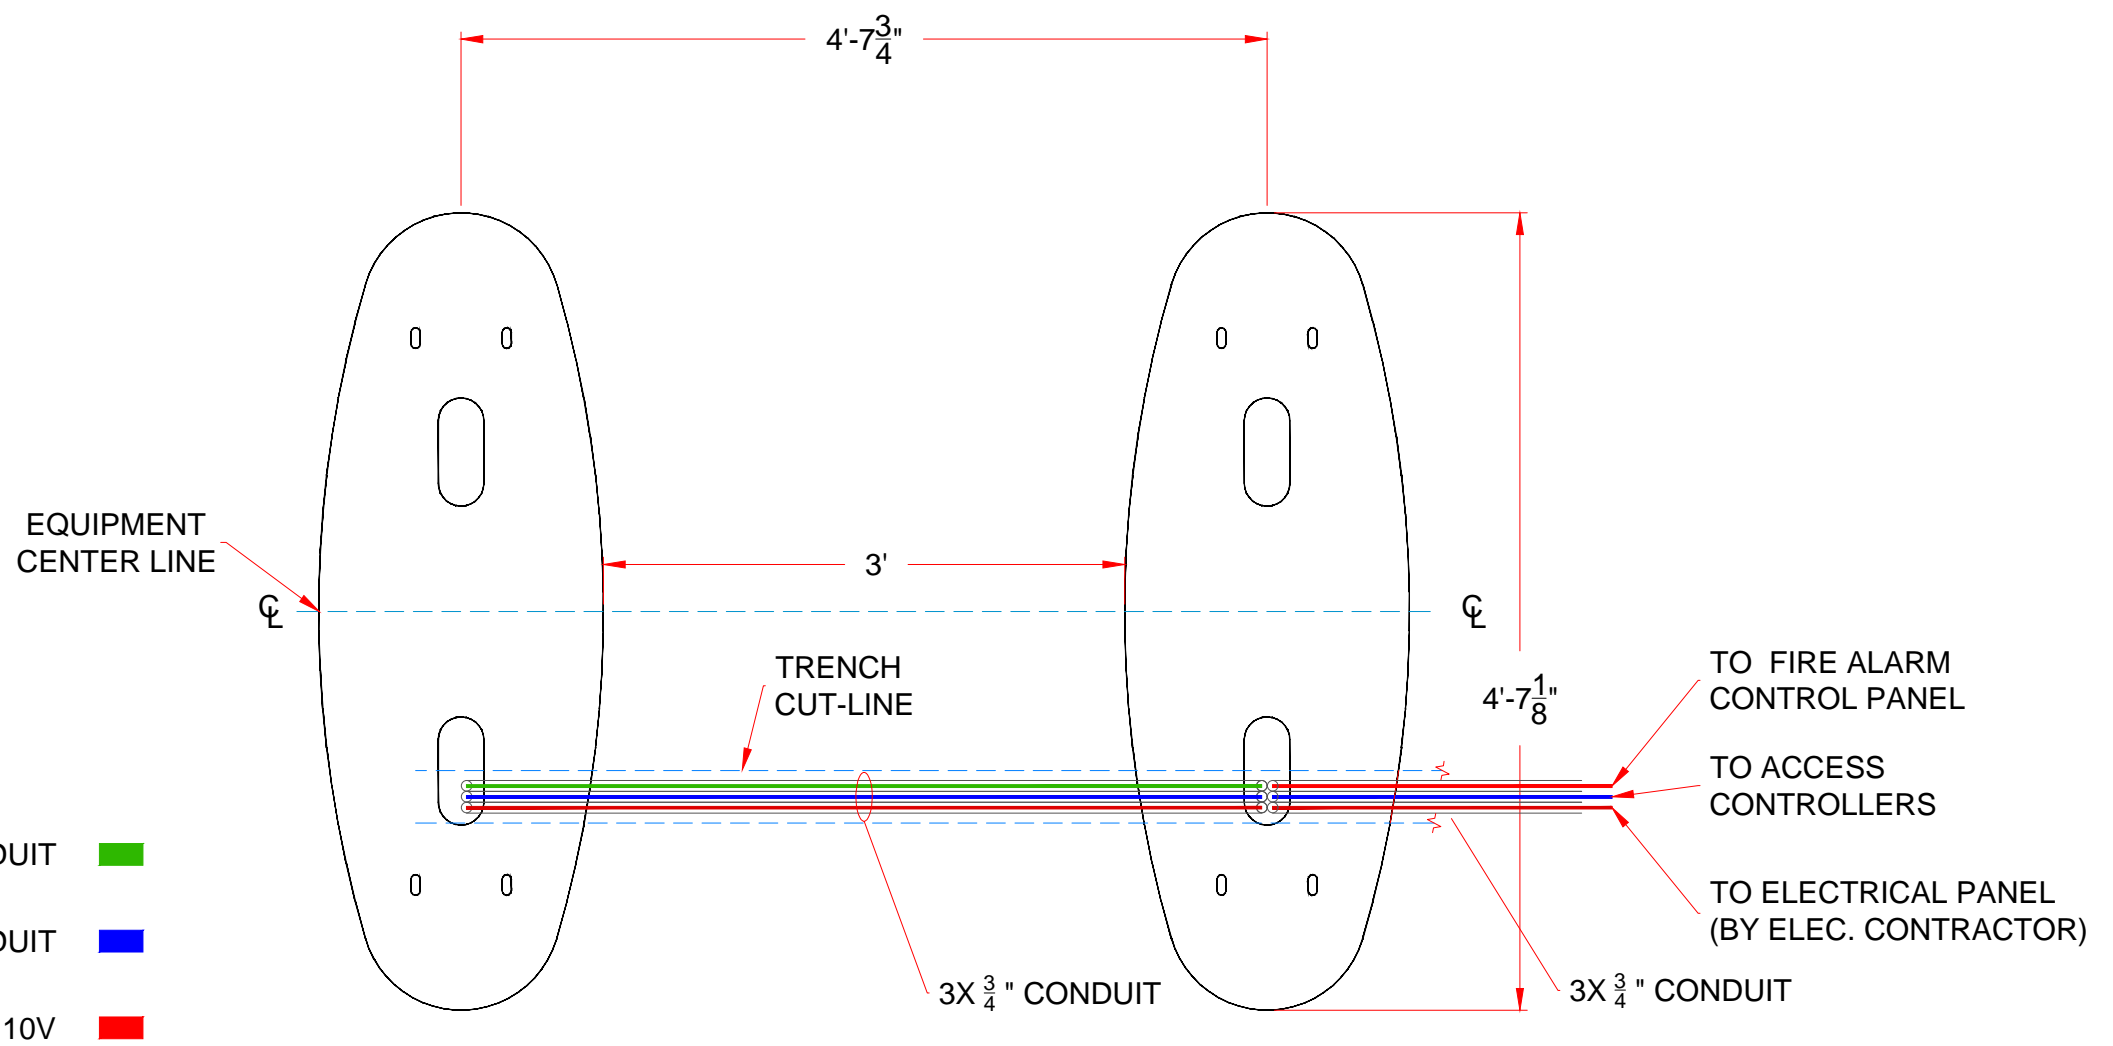 4'-7 3/4"
EQUIPMENT
CENTER LINE
3'
℄
℄
TRENCH
CUT-LINE
4'-7 1/8"
TO FIRE ALARM
CONTROL PANEL
TO ACCESS
CONTROLLERS
TO ELECTRICAL PANEL
(BY ELEC. CONTRACTOR)
3X 3/4 " CONDUIT
3X 3/4 " CONDUIT
DUIT
DUIT
10V